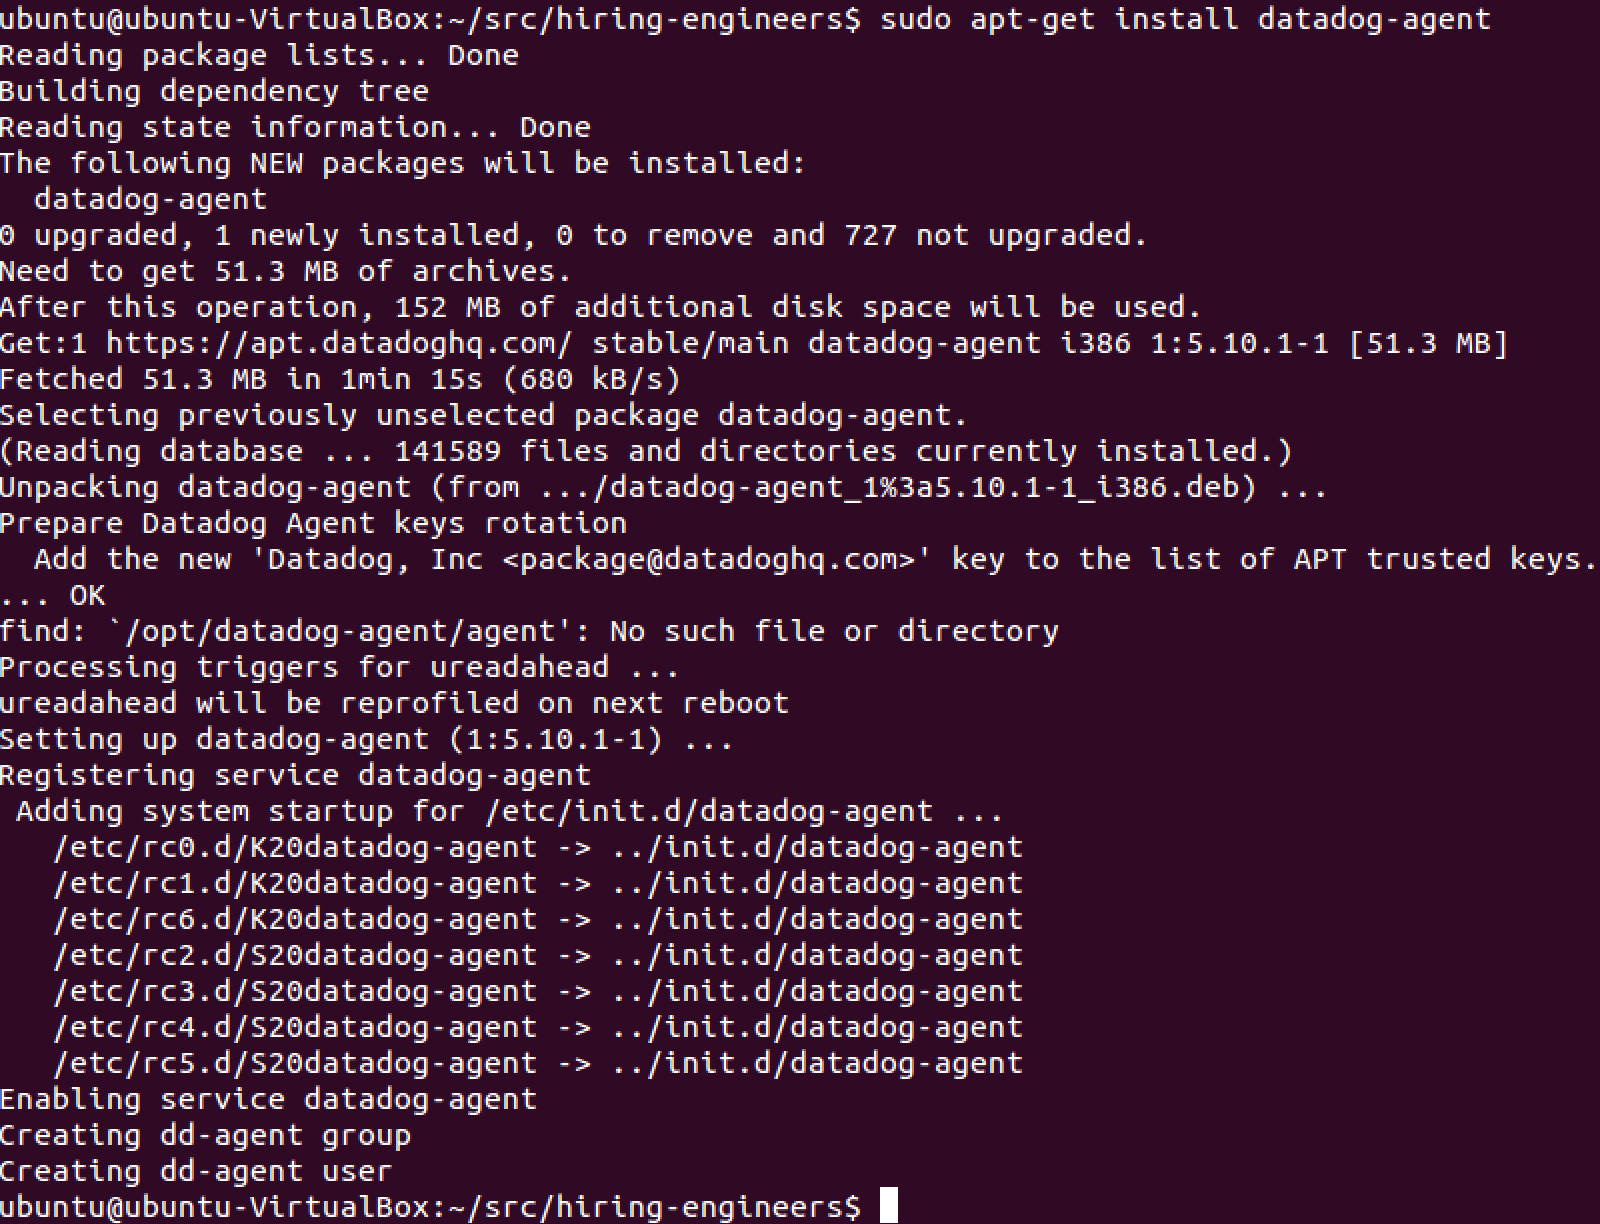 ubuntu@ubuntu-VirtualBox:~/src/hiring-engineers$ sudo apt-get install datadog-agent
Reading package lists... Done
Building dependency tree
Reading state information... Done
The following NEW packages will be installed:
  datadog-agent
0 upgraded, 1 newly installed, 0 to remove and 727 not upgraded.
Need to get 51.3 MB of archives.
After this operation, 152 MB of additional disk space will be used.
Get:1 https://apt.datadoghq.com/ stable/main datadog-agent i386 1:5.10.1-1 [51.3 MB]
Fetched 51.3 MB in 1min 15s (680 kB/s)
Selecting previously unselected package datadog-agent.
(Reading database ... 141589 files and directories currently installed.)
Unpacking datadog-agent (from .../datadog-agent_1%3a5.10.1-1_i386.deb) ...
Prepare Datadog Agent keys rotation
  Add the new 'Datadog, Inc <package@datadoghq.com>' key to the list of APT trusted keys.
... OK
find: `/opt/datadog-agent/agent': No such file or directory
Processing triggers for ureadahead ...
ureadahead will be reprofiled on next reboot
Setting up datadog-agent (1:5.10.1-1) ...
Registering service datadog-agent
 Adding system startup for /etc/init.d/datadog-agent ...
   /etc/rc0.d/K20datadog-agent -> ../init.d/datadog-agent
   /etc/rc1.d/K20datadog-agent -> ../init.d/datadog-agent
   /etc/rc6.d/K20datadog-agent -> ../init.d/datadog-agent
   /etc/rc2.d/S20datadog-agent -> ../init.d/datadog-agent
   /etc/rc3.d/S20datadog-agent -> ../init.d/datadog-agent
   /etc/rc4.d/S20datadog-agent -> ../init.d/datadog-agent
   /etc/rc5.d/S20datadog-agent -> ../init.d/datadog-agent
Enabling service datadog-agent
Creating dd-agent group
Creating dd-agent user
ubuntu@ubuntu-VirtualBox:~/src/hiring-engineers$